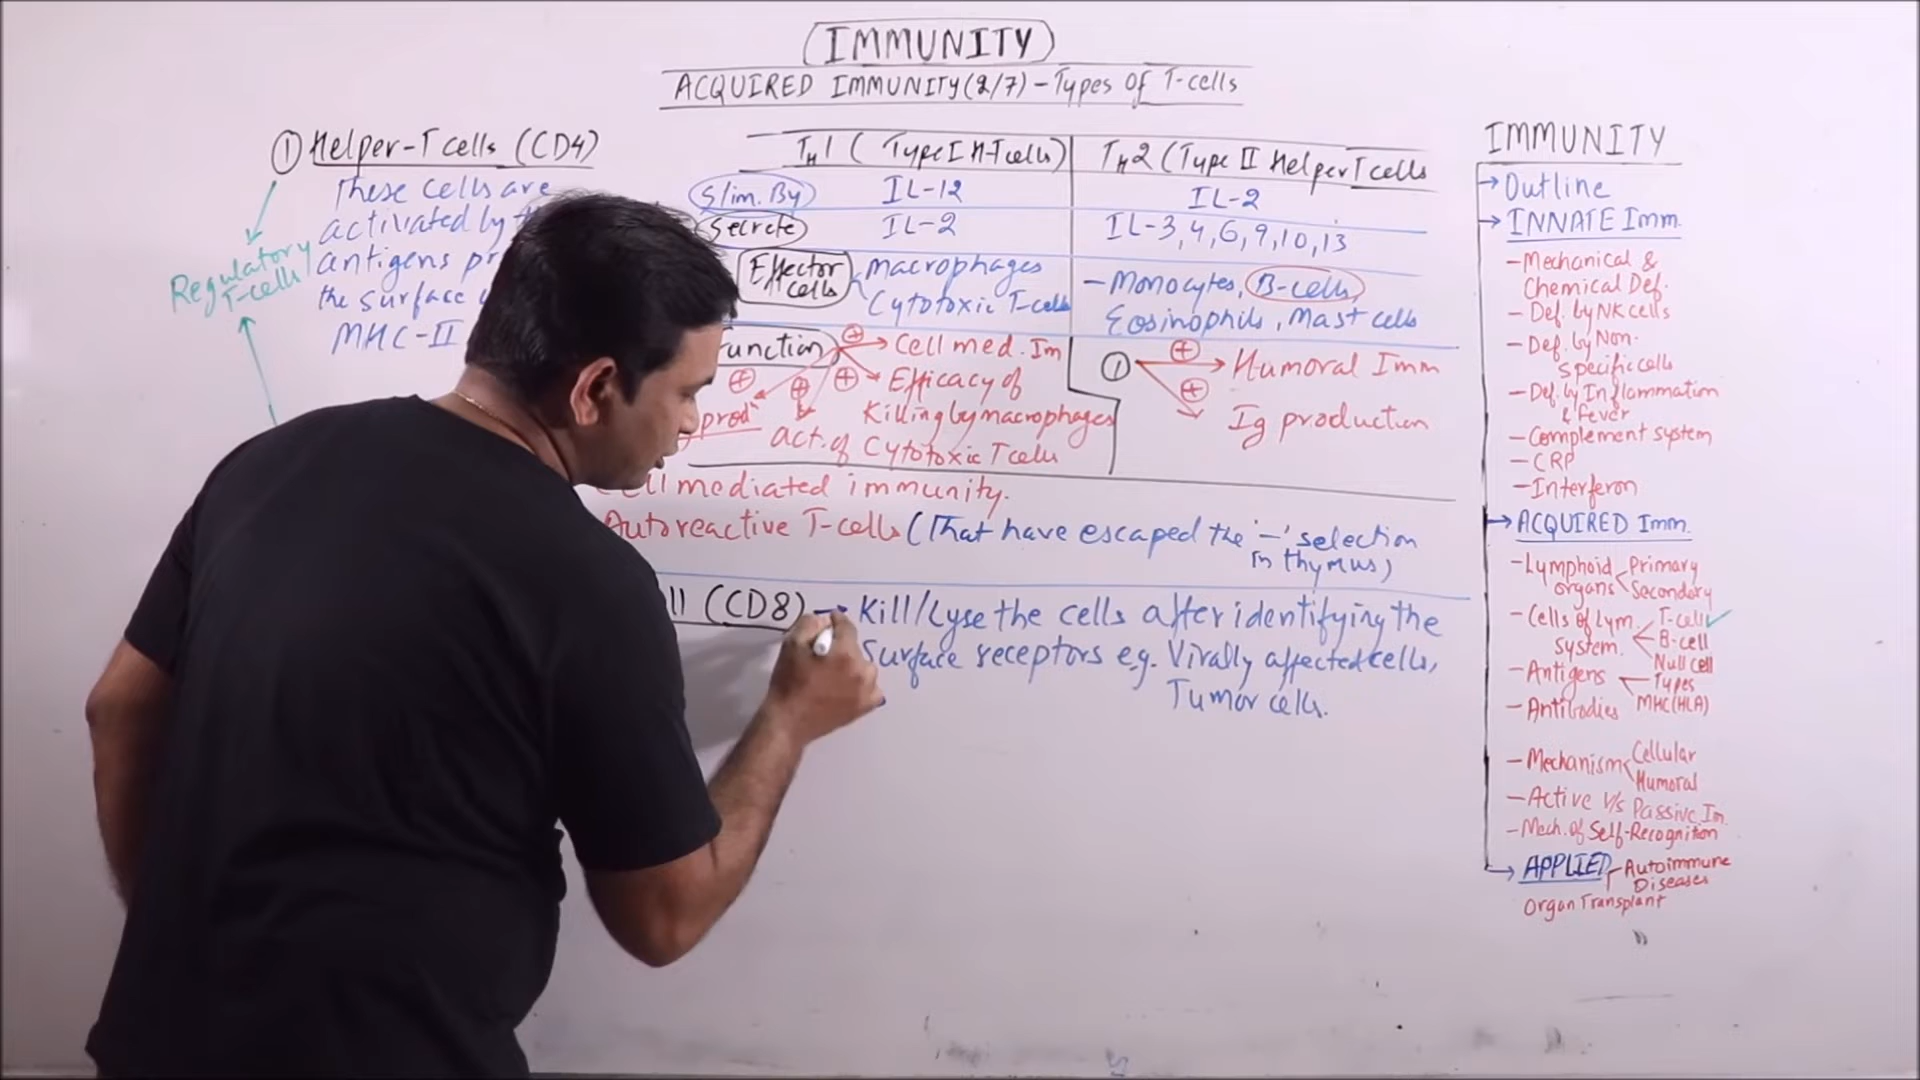 IMMUNITY
ACQUIRED IMMUNITY(2/7)-Types OF T-cells
① Helper-T cells (CD4)
These cells are
activated by
antigens
the surface
MHC-II
Regulatory
T-cells
TH1 (Type I H-T cells)
TH2 (Type II Helper T cells
Stim. By
IL-12
IL-2
Secrete
IL-2
IL-3,4,6,9,10,13
Effector
cells
Macrophages
Cytotoxic T-cells
- Monocytes, B-cells,
Eosinophils, Mast cells
unction
⊕ Cell med. Im
⊕ ⊕ ⊕ Efficacy of
Killing by macrophages
prodn
act. of Cytotoxic T cells
① ⊕ Humoral Imm
⊕ Ig production
ell mediated immunity.
Autoreactive T-cells (That have escaped the '-' selection
in thymus)
ll (CD8) → Kill/Lyse the cells after identifying the
Surface receptors e.g. Virally affected cells,
Tumor cells.
IMMUNITY
→ Outline
→ INNATE Imm.
- Mechanical &
Chemical Def.
- Def. by NK cells
- Def. by Non-
specific cells
- Def. by Inflammation
& fever
- Complement system
- CRP
- Interferon
→ ACQUIRED Imm.
- Lymphoid organs Primary
Secondary
- Cells of Lym. system T-cell ✓
B-cell
Null cell
- Antigens Types
MHC (HLA)
- Antibodies
- Mechanism Cellular
Humoral
- Active V/s Passive Im.
- Mech. of Self-Recognition
→ APPLIED - Autoimmune
Diseases
Organ Transplant